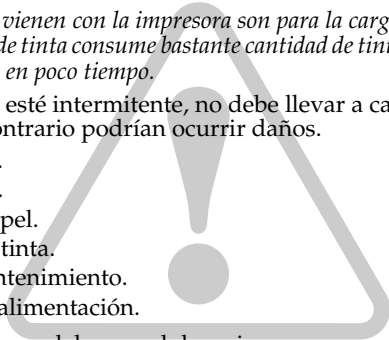 vienen con la impresora son para la carg
de tinta consume bastante cantidad de tin
en poco tiempo.
esté intermitente, no debe llevar a ca
ontrario podrían ocurrir daños.
.
.
pel.
tinta.
ntenimiento.
alimentación.